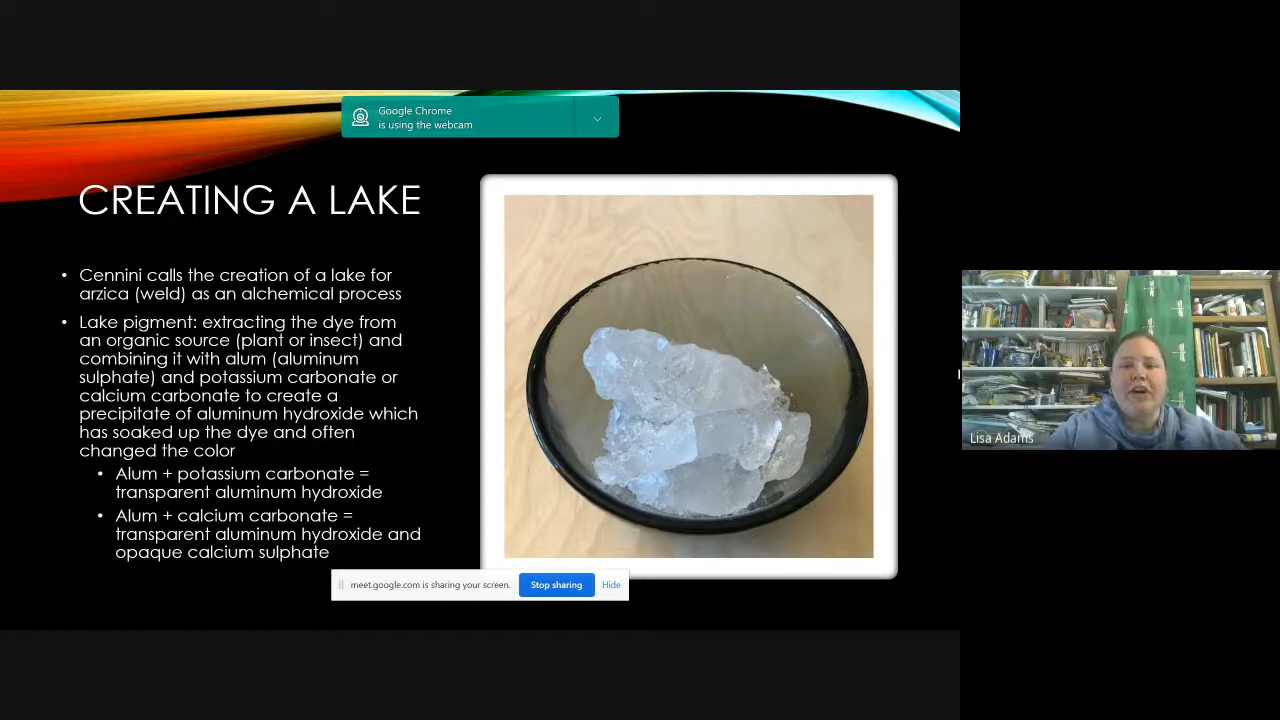 Google Chrome
is using the webcam
CREATING A LAKE
• Cennini calls the creation of a lake for
arzica (weld) as an alchemical process
• Lake pigment: extracting the dye from
an organic source (plant or insect) and
combining it with alum (aluminum
sulphate) and potassium carbonate or
calcium carbonate to create a
precipitate of aluminum hydroxide which
has soaked up the dye and often
changed the color
• Alum + potassium carbonate =
transparent aluminum hydroxide
• Alum + calcium carbonate =
transparent aluminum hydroxide and
opaque calcium sulphate
meet.google.com is sharing your screen.
Stop sharing
Hide
Lisa Adams